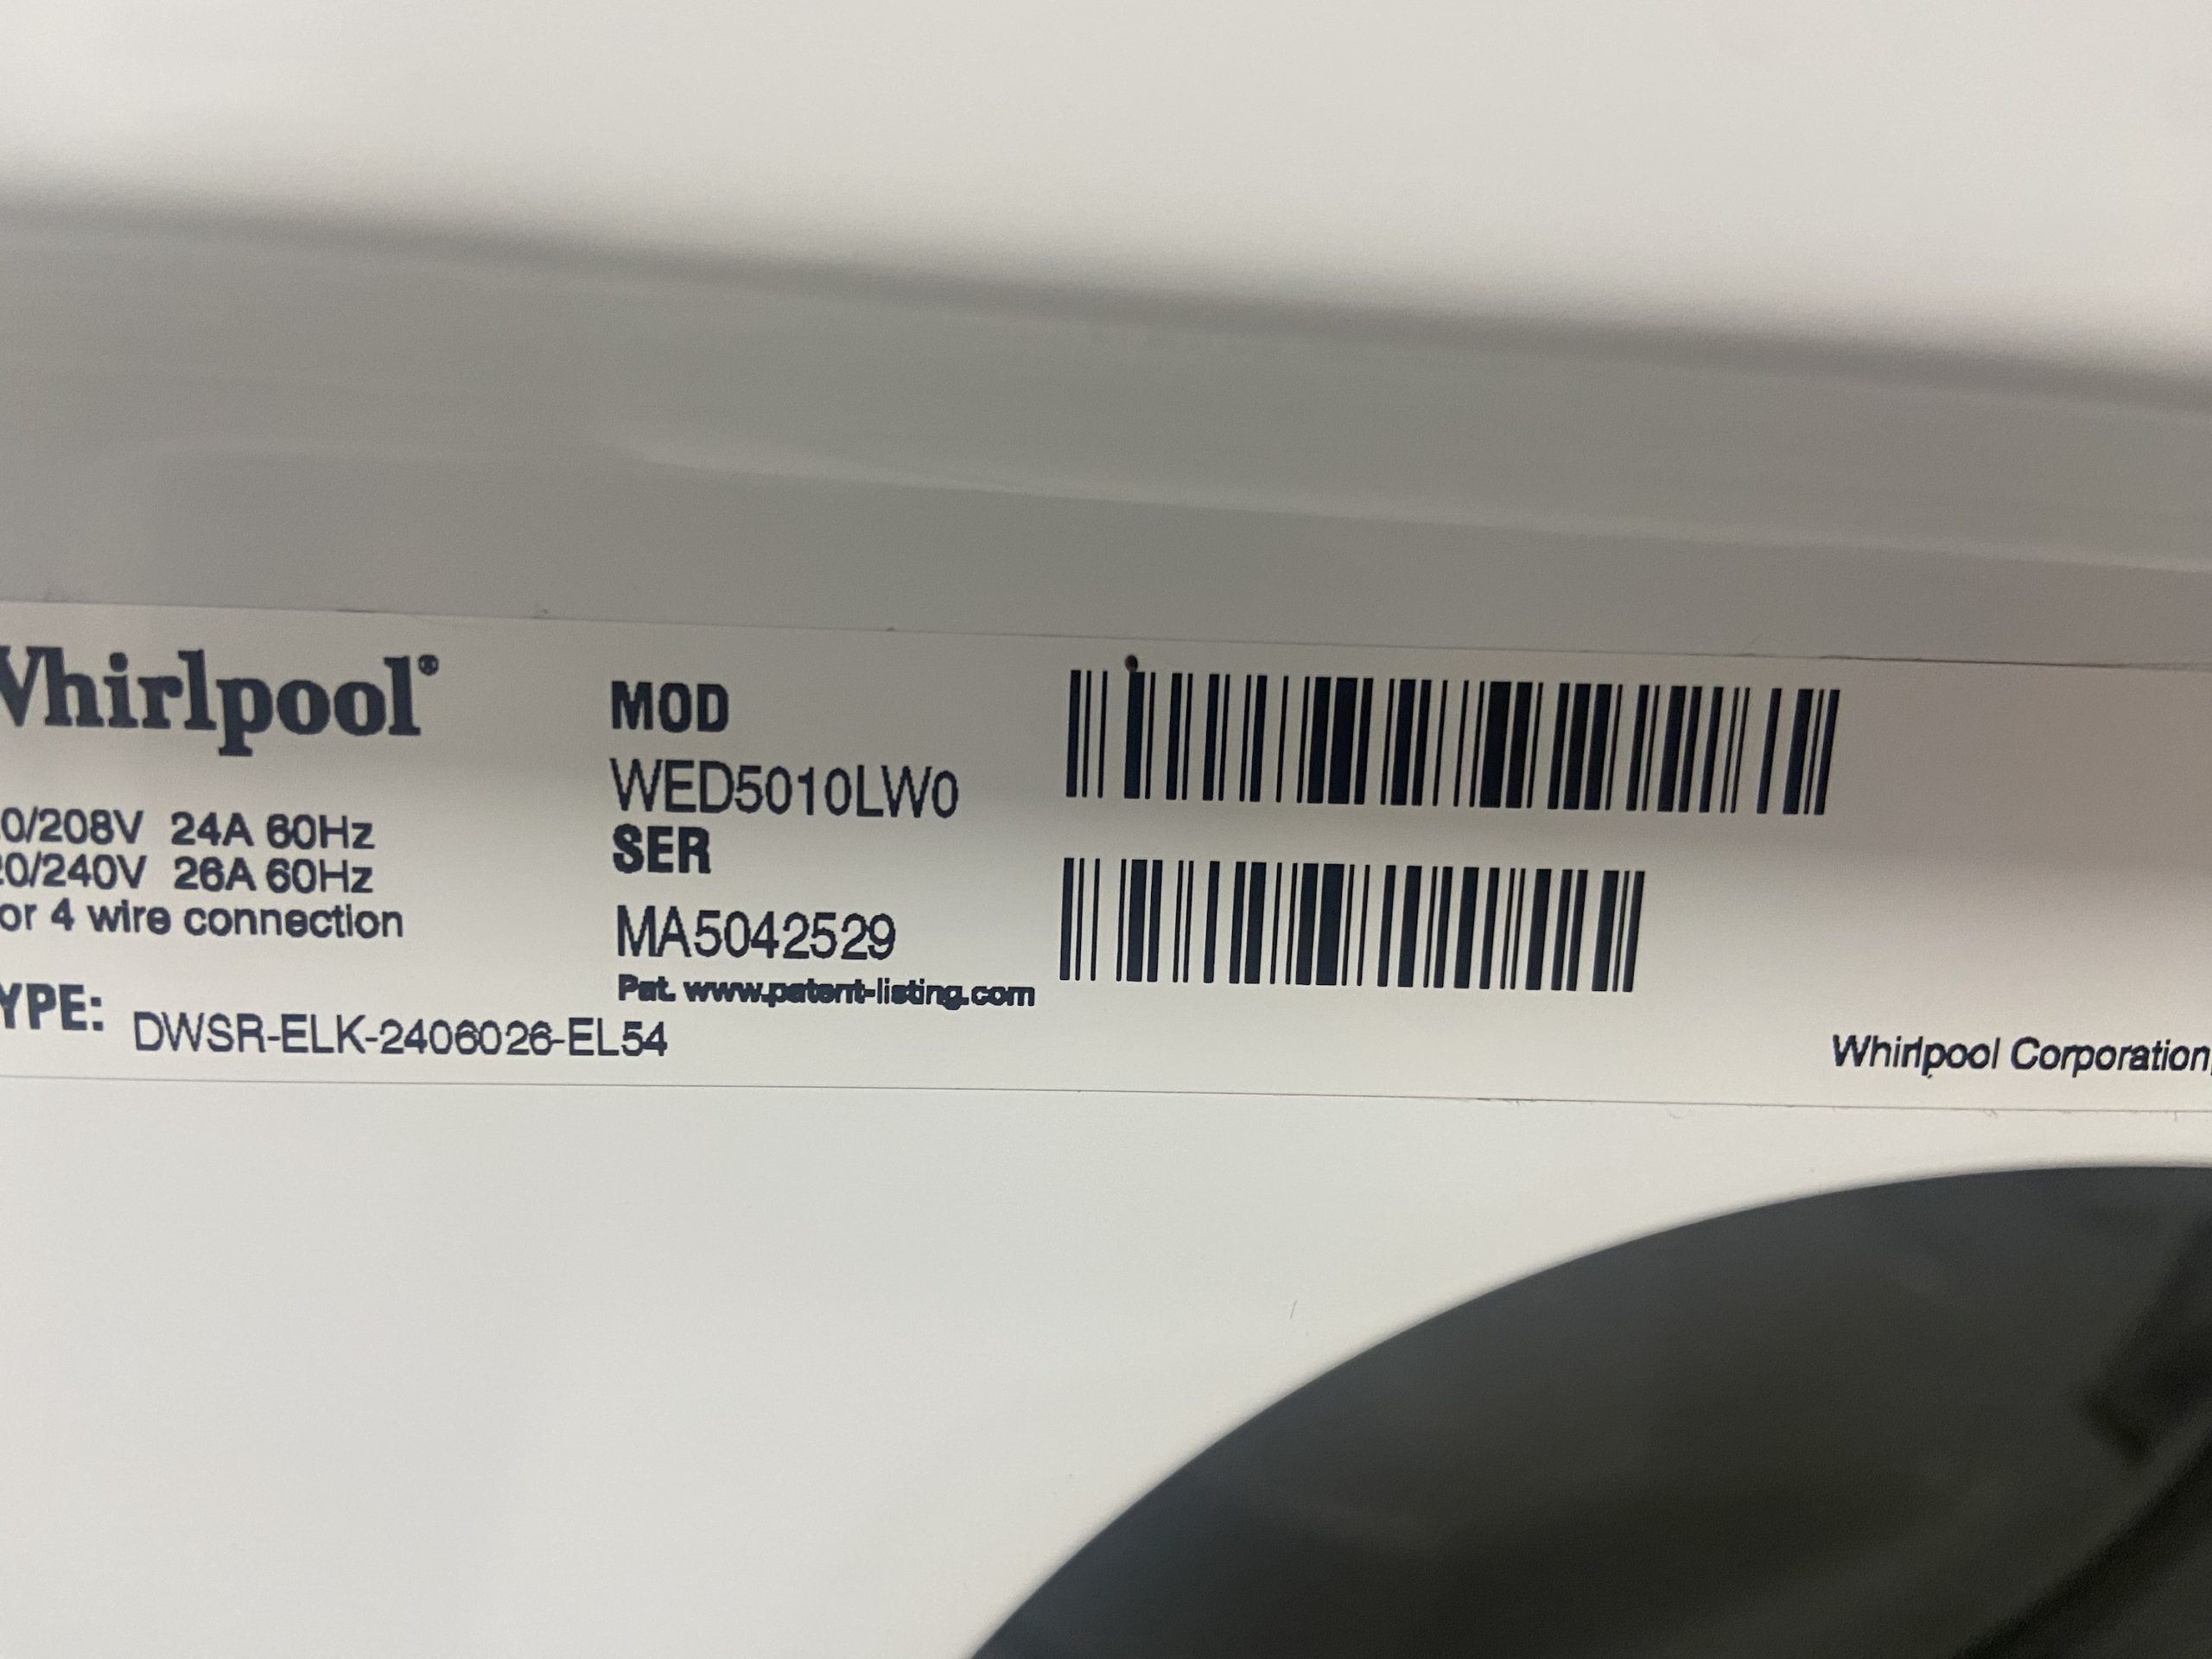 Whirlpool®
0/208V 24A 60Hz
20/240V 26A 60Hz
or 4 wire connection
YPE: DWSR-ELK-2406026-EL54
MOD
WED5010LW0
SER
MA5042529
Pat. www.patent-listing.com
Whirlpool Corporation,